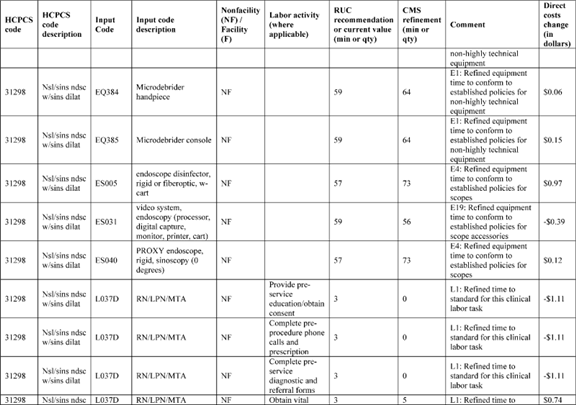 HCPCS code | HCPCS code description | Input Code | Input code description | Nonfacility (NF) / Facility (F) | Labor activity (where applicable) | RUC recommendation or current value (min or qty) | CMS refinement (min or qty) | Comment | Direct costs change (in dollars)
non-highly technical equipment
31298 | Nsl/sins ndsc w/sins dilat | EQ384 | Microdebrider handpiece | NF | | 59 | 64 | E1: Refined equipment time to conform to established policies for non-highly technical equipment | $0.06
31298 | Nsl/sins ndsc w/sins dilat | EQ385 | Microdebrider console | NF | | 59 | 64 | E1: Refined equipment time to conform to established policies for non-highly technical equipment | $0.15
31298 | Nsl/sins ndsc w/sins dilat | ES005 | endoscope disinfector, rigid or fiberoptic, w-cart | NF | | 57 | 73 | E4: Refined equipment time to conform to established policies for scopes | $0.97
31298 | Nsl/sins ndsc w/sins dilat | ES031 | video system, endoscopy (processor, digital capture, monitor, printer, cart) | NF | | 59 | 56 | E19: Refined equipment time to conform to established policies for scope accessories | -$0.39
31298 | Nsl/sins ndsc w/sins dilat | ES040 | PROXY endoscope, rigid, sinoscopy (0 degrees) | NF | | 57 | 73 | E4: Refined equipment time to conform to established policies for scopes | $0.12
31298 | Nsl/sins ndsc w/sins dilat | L037D | RN/LPN/MTA | NF | Provide pre-service education/obtain consent | 3 | 0 | L1: Refined time to standard for this clinical labor task | -$1.11
31298 | Nsl/sins ndsc w/sins dilat | L037D | RN/LPN/MTA | NF | Complete pre-procedure phone calls and prescription | 3 | 0 | L1: Refined time to standard for this clinical labor task | -$1.11
31298 | Nsl/sins ndsc w/sins dilat | L037D | RN/LPN/MTA | NF | Complete pre-service diagnostic and referral forms | 3 | 0 | L1: Refined time to standard for this clinical labor task | -$1.11
31298 | Nsl/sins ndsc | L037D | RN/LPN/MTA | NF | Obtain vital | 3 | 5 | L1: Refined time to | $0.74